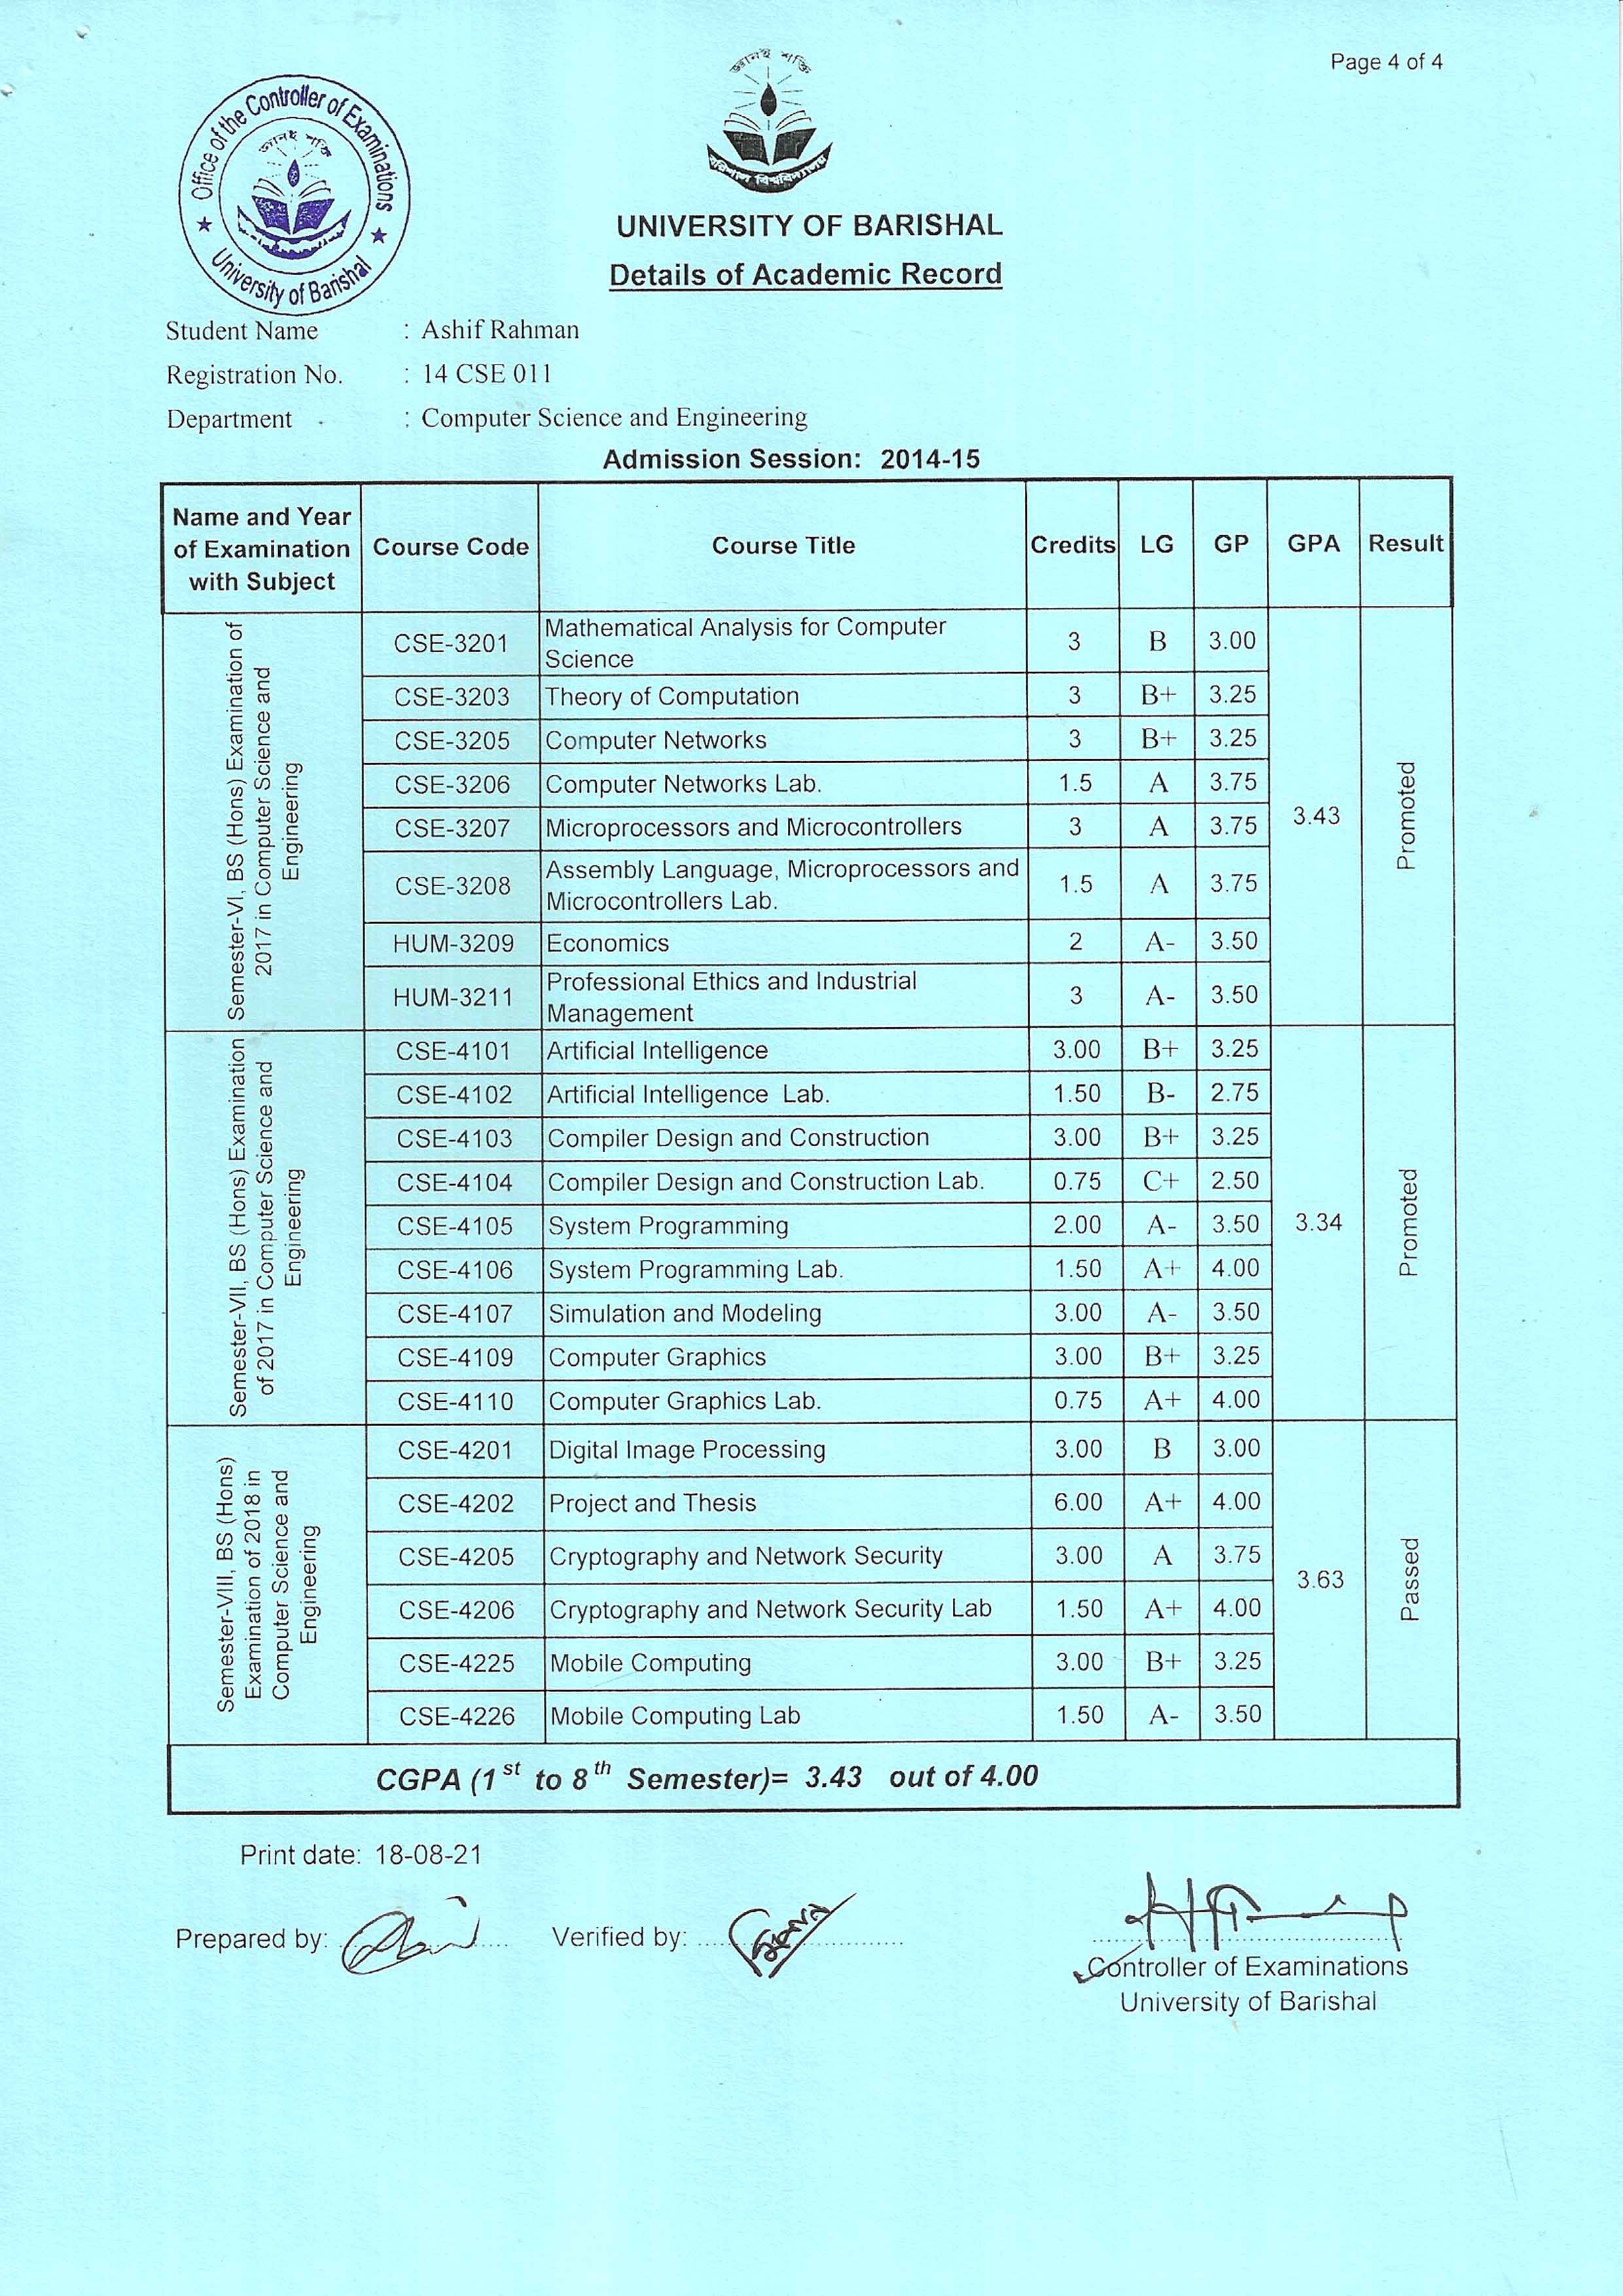 Page 4 of 4
জ্ঞানই শক্তি
বরিশাল বিশ্ববিদ্যালয়
Office of the Controller of Examinations
জ্ঞানই শক্তি
★ University of Barishal ★
UNIVERSITY OF BARISHAL
Details of Academic Record
Student Name : Ashif Rahman
Registration No. : 14 CSE 011
Department : Computer Science and Engineering
Admission Session: 2014-15
Name and Year
of Examination
with Subject
Course Code
Course Title
Credits
LG
GP
GPA
Result
Semester-VI, BS (Hons) Examination of
2017 in Computer Science and
Engineering
CSE-3201 Mathematical Analysis for Computer
Science 3 B 3.00
CSE-3203 Theory of Computation 3 B+ 3.25
CSE-3205 Computer Networks 3 B+ 3.25
CSE-3206 Computer Networks Lab. 1.5 A 3.75
CSE-3207 Microprocessors and Microcontrollers 3 A 3.75
CSE-3208 Assembly Language, Microprocessors and
Microcontrollers Lab. 1.5 A 3.75
HUM-3209 Economics 2 A- 3.50
HUM-3211 Professional Ethics and Industrial
Management 3 A- 3.50
3.43
Promoted
Semester-VII, BS (Hons) Examination
of 2017 in Computer Science and
Engineering
CSE-4101 Artificial Intelligence 3.00 B+ 3.25
CSE-4102 Artificial Intelligence Lab. 1.50 B- 2.75
CSE-4103 Compiler Design and Construction 3.00 B+ 3.25
CSE-4104 Compiler Design and Construction Lab. 0.75 C+ 2.50
CSE-4105 System Programming 2.00 A- 3.50
CSE-4106 System Programming Lab. 1.50 A+ 4.00
CSE-4107 Simulation and Modeling 3.00 A- 3.50
CSE-4109 Computer Graphics 3.00 B+ 3.25
CSE-4110 Computer Graphics Lab. 0.75 A+ 4.00
3.34
Promoted
Semester-VIII, BS (Hons)
Examination of 2018 in
Computer Science and
Engineering
CSE-4201 Digital Image Processing 3.00 B 3.00
CSE-4202 Project and Thesis 6.00 A+ 4.00
CSE-4205 Cryptography and Network Security 3.00 A 3.75
CSE-4206 Cryptography and Network Security Lab 1.50 A+ 4.00
CSE-4225 Mobile Computing 3.00 B+ 3.25
CSE-4226 Mobile Computing Lab 1.50 A- 3.50
3.63
Passed
CGPA (1st to 8th Semester)= 3.43 out of 4.00
Print date: 18-08-21
Prepared by:
Verified by:
Controller of Examinations
University of Barishal